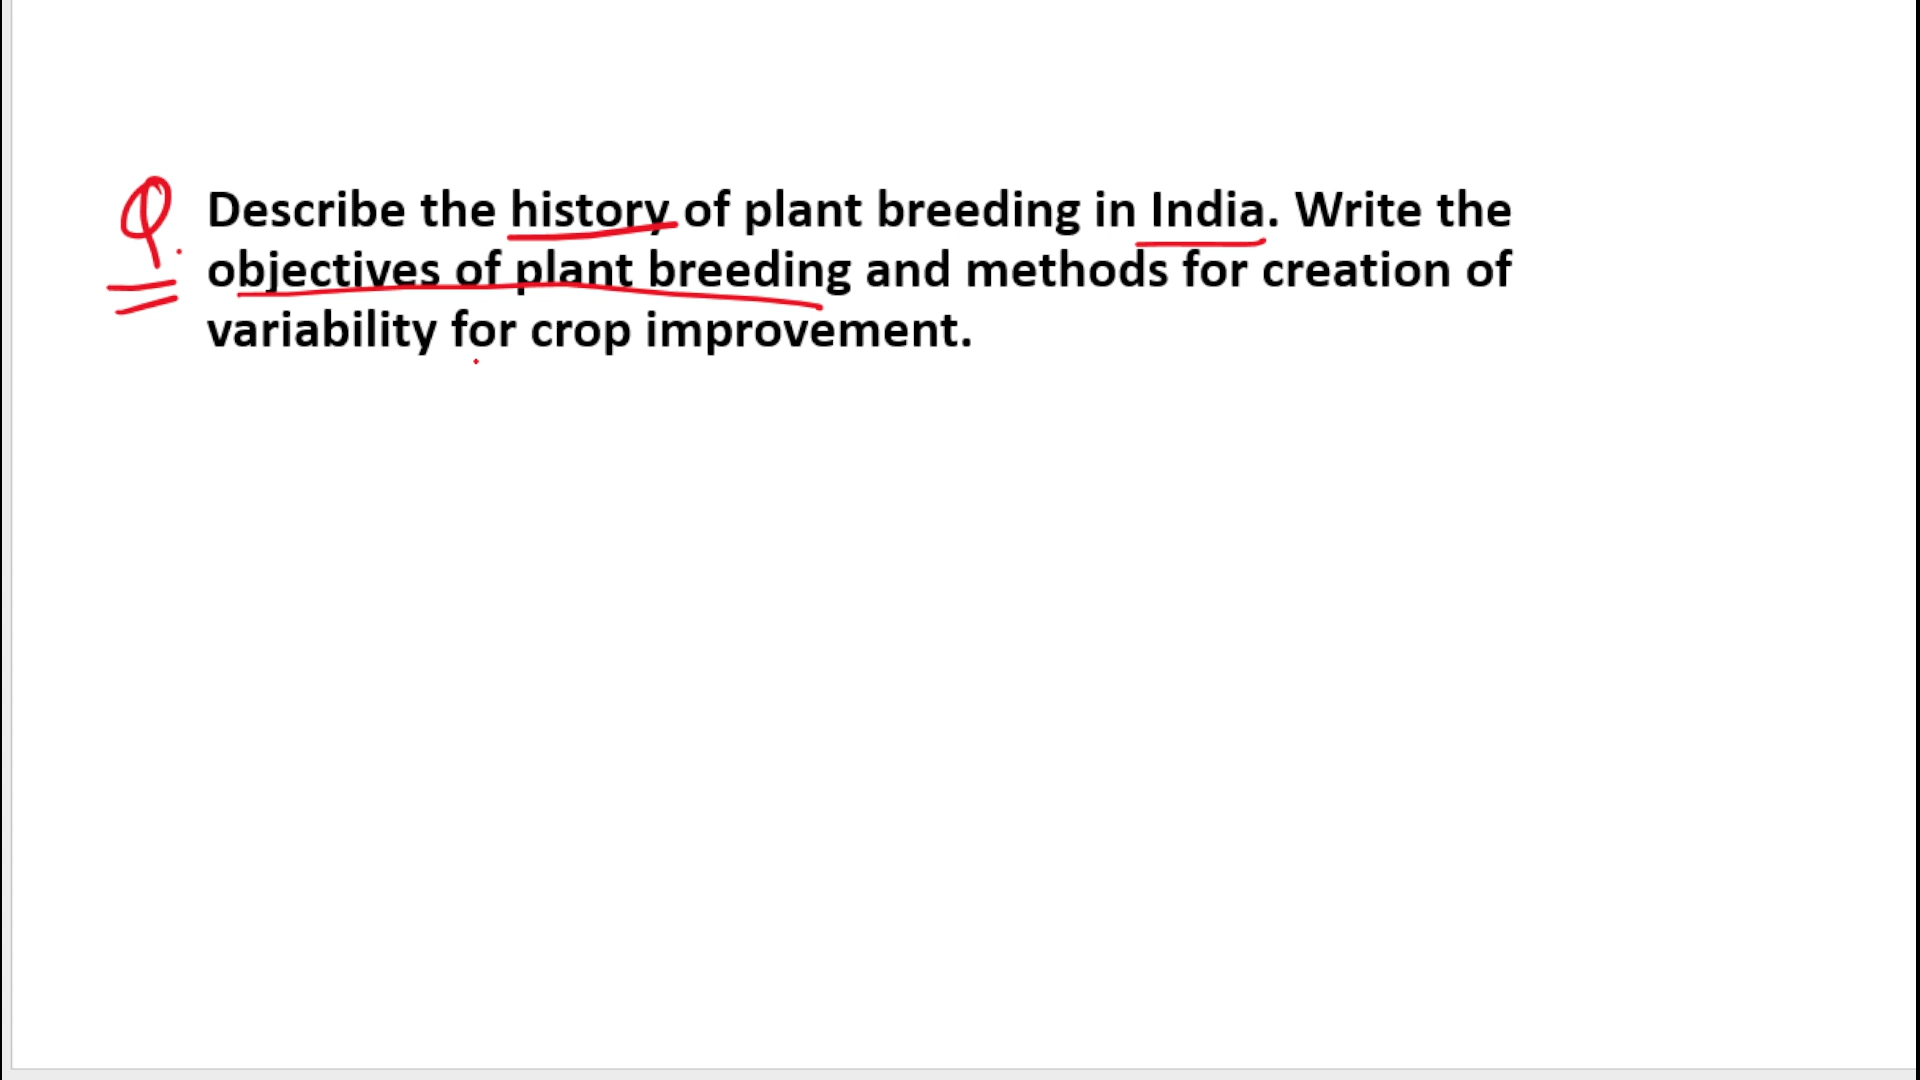 Q. Describe the history of plant breeding in India. Write the
objectives of plant breeding and methods for creation of
variability for crop improvement.